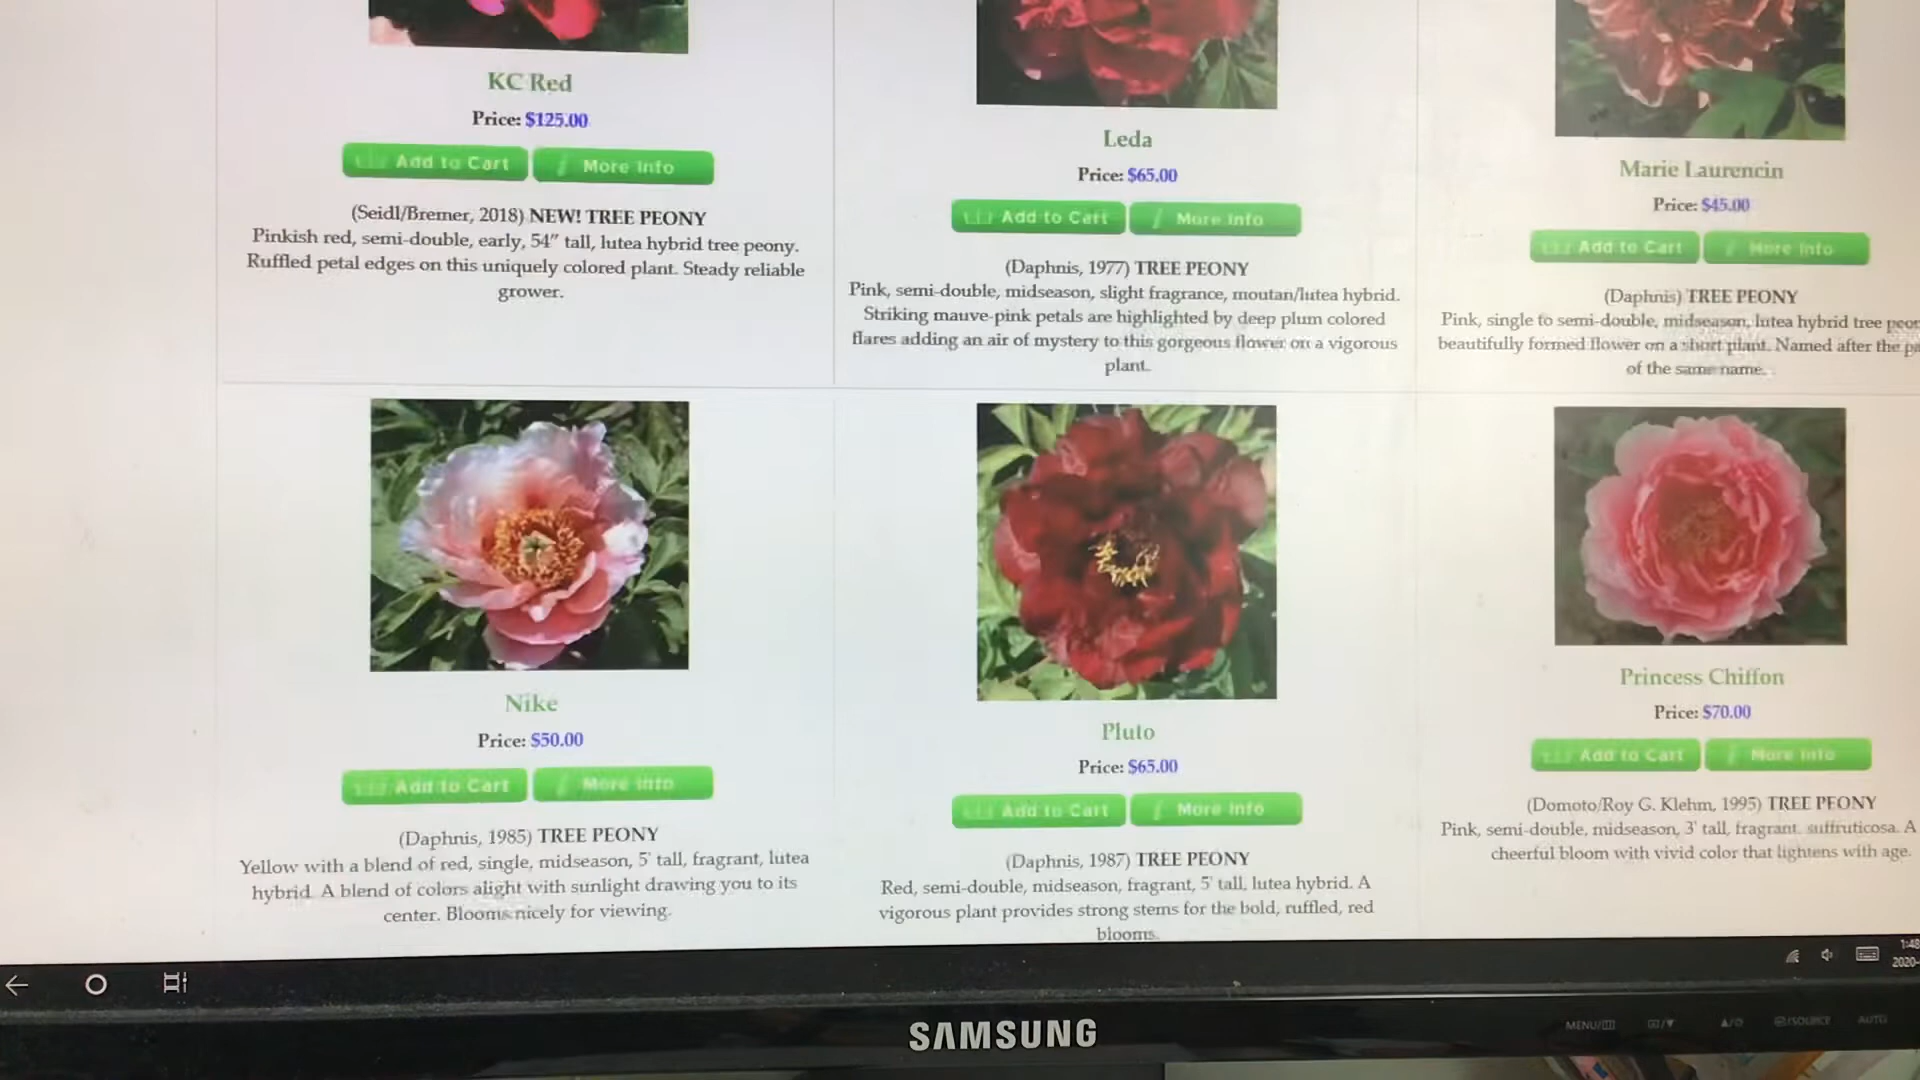 KC Red
Price: $125.00
Add to Cart
More Info
(Seidl/Bremer, 2018) NEW! TREE PEONY
Pinkish red, semi-double, early, 54" tall, lutea hybrid tree peony.
Ruffled petal edges on this uniquely colored plant. Steady reliable
grower.
Leda
Price: $65.00
Add to Cart
More Info
(Daphnis, 1977) TREE PEONY
Pink, semi-double, midseason, slight fragrance, moutan/lutea hybrid.
Striking mauve-pink petals are highlighted by deep plum colored
flares adding an air of mystery to this gorgeous flower on a vigorous
plant.
Marie Laurencin
Price: $45.00
Add to Cart
More Info
(Daphnis) TREE PEONY
Pink, single to semi-double, midseason, lutea hybrid tree
beautifully formed flower on a short plant. Named after the
of the same name.
Nike
Price: $50.00
Add to Cart
More Info
(Daphnis, 1985) TREE PEONY
Yellow with a blend of red, single, midseason, 5' tall, fragrant, lutea
hybrid. A blend of colors alight with sunlight drawing you to its
center. Blooms nicely for viewing.
Pluto
Price: $65.00
Add to Cart
More Info
(Daphnis, 1987) TREE PEONY
Red, semi-double, midseason, fragrant, 5' tall, lutea hybrid. A
vigorous plant provides strong stems for the bold, ruffled, red
blooms.
Princess Chiffon
Price: $70.00
Add to Cart
More Info
(Domoto/Roy G. Klehm, 1995) TREE PEONY
Pink, semi-double, midseason, 3' tall, fragrant, suffruticosa. A
cheerful bloom with vivid color that lightens with age.
1:48
2020-
SAMSUNG
MENU/
/SOURCE
AUTO